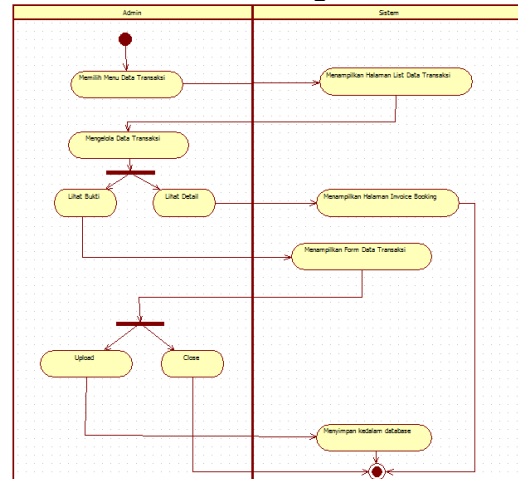 Admin
Sistem
Memilih Menu Data Transaksi
Menampilkan Halaman List Data Transaksi
Mengelola Data Transaksi
Lihat Bukti
Lihat Detail
Menampilkan Halaman Invoice Booking
Menampilkan Form Data Transaksi
Upload
Close
Menyimpan kedalam database